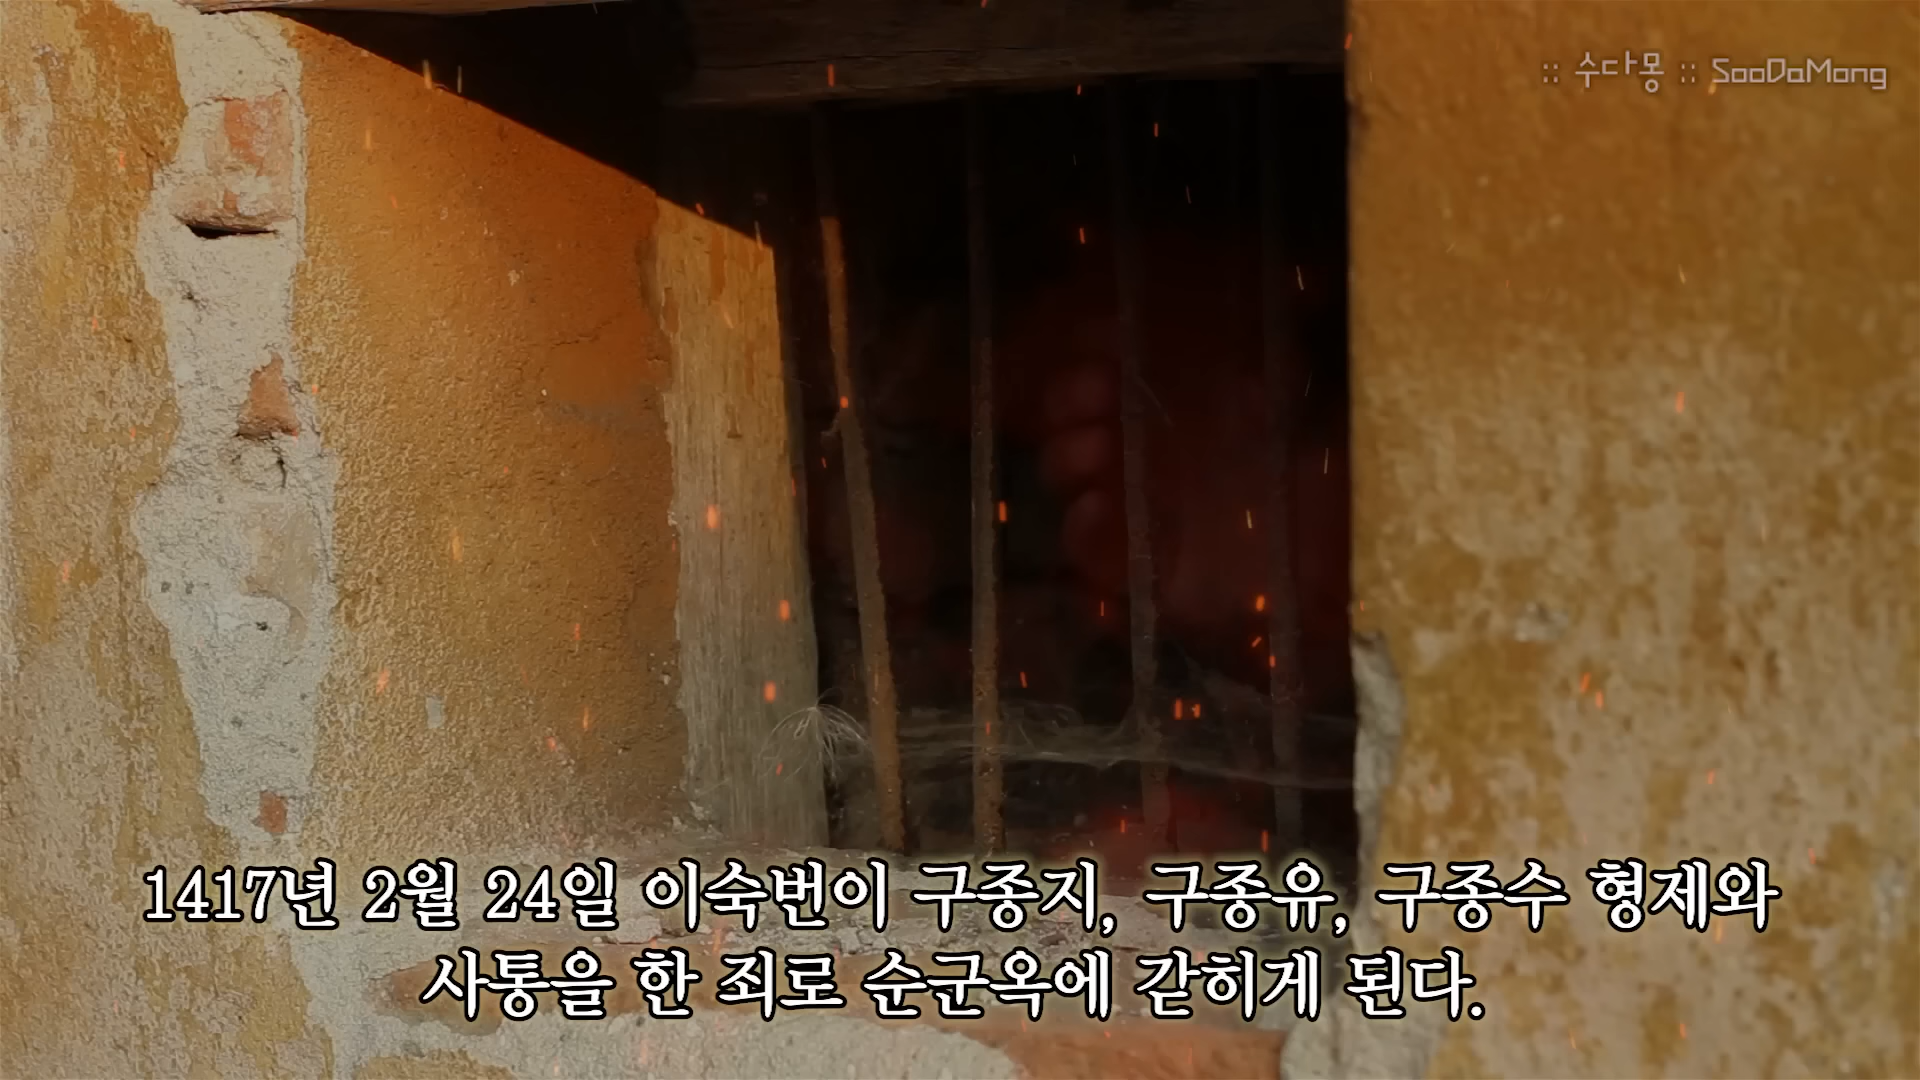 :: 수다몽 :: SooDaMong
1417년 2월 24일 이숙번이 구종지, 구종유, 구종수 형제와
사통을 한 죄로 순군옥에 갇히게 된다.